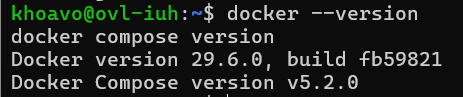 khoavo@ovl-iuh:~$ docker --version
docker compose version
Docker version 29.6.0, build fb59821
Docker Compose version v5.2.0